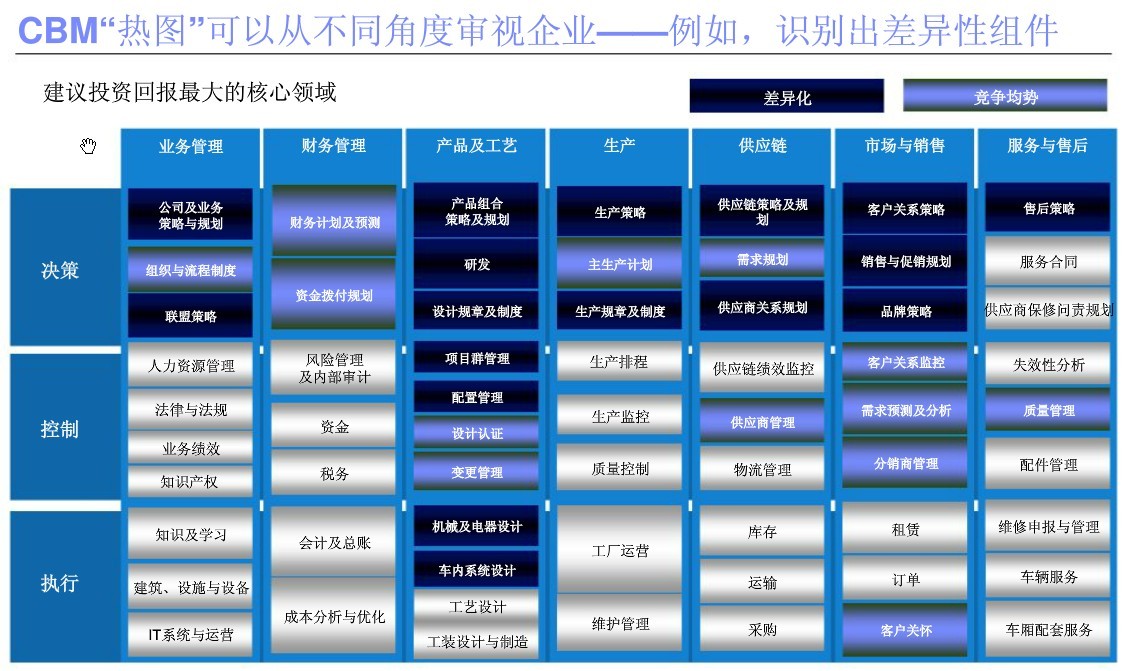 CBM“热图”可以从不同角度审视企业——例如，识别出差异性组件
建议投资回报最大的核心领域
差异化
竞争均势
业务管理
财务管理
产品及工艺
生产
供应链
市场与销售
服务与售后
决策
公司及业务
策略与规划
组织与流程制度
联盟策略
财务计划及预测
资金拨付规划
产品组合
策略及规划
研发
设计规章及制度
生产策略
主生产计划
生产规章及制度
供应链策略及规
划
需求规划
供应商关系规划
客户关系策略
销售与促销规划
品牌策略
售后策略
服务合同
供应商保修问责规划
控制
人力资源管理
法律与法规
业务绩效
知识产权
风险管理
及内部审计
资金
税务
项目群管理
配置管理
设计认证
变更管理
生产排程
生产监控
质量控制
供应链绩效监控
供应商管理
物流管理
客户关系监控
需求预测及分析
分销商管理
失效性分析
质量管理
配件管理
执行
知识及学习
建筑、设施与设备
IT系统与运营
会计及总账
成本分析与优化
机械及电器设计
车内系统设计
工艺设计
工装设计与制造
工厂运营
维护管理
库存
运输
采购
租赁
订单
客户关怀
维修申报与管理
车辆服务
车厢配套服务